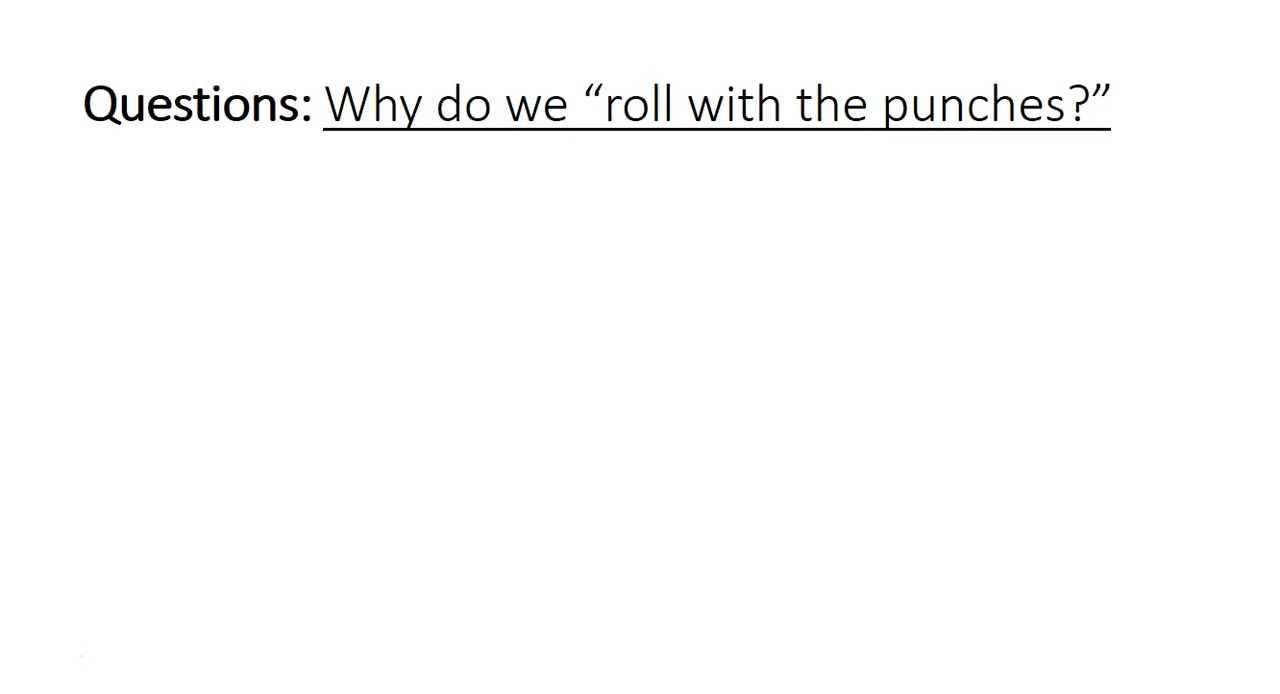 Questions: Why do we “roll with the punches?”